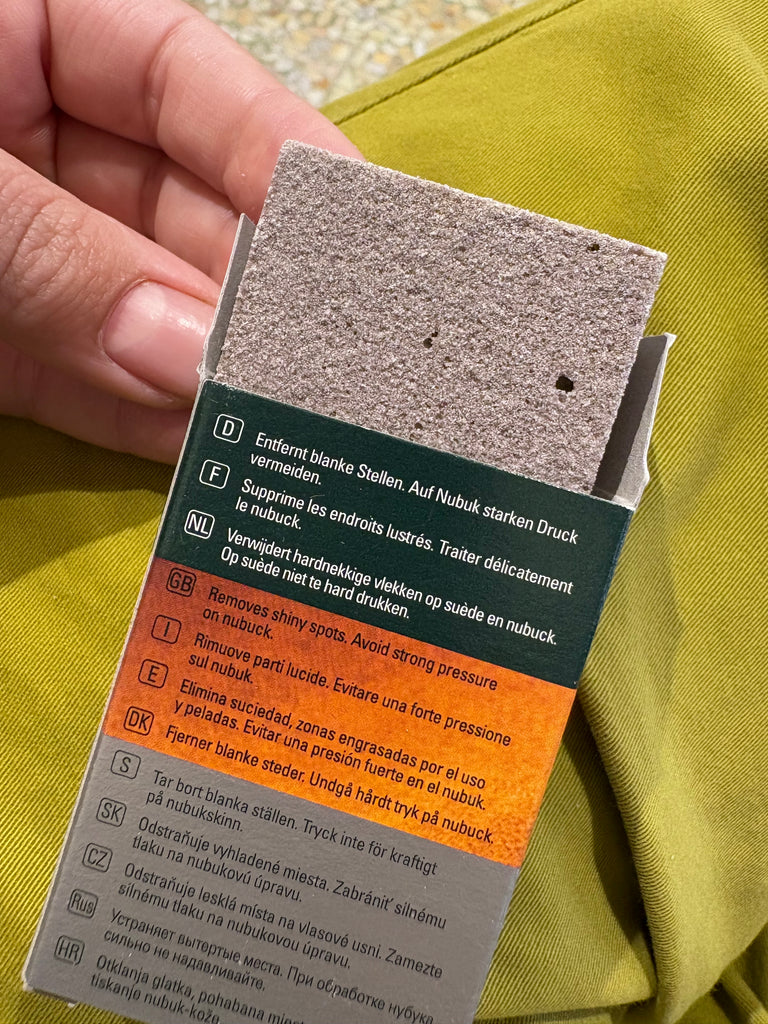 D Entfernt blanke Stellen. Auf Nubuk starken Druck
vermeiden.
F Supprime les endroits lustrés. Traiter délicatement
le nubuck.
NL Verwijdert hardnekkige vlekken op suède en nubuck.
Op suède niet te hard drukken.
GB Removes shiny spots. Avoid strong pressure
on nubuck.
I Rimuove parti lucide. Evitare una forte pressione
sul nubuk.
E Elimina suciedad, zonas engrasadas por el uso
y peladas. Evitar una presión fuerte en el nubuk.
DK Fjerner blanke steder. Undgå hårdt tryk på nubuck.
S Tar bort blanka ställen. Tryck inte för kraftigt
på nubukskinn.
SK Odstraňuje vyhladené miesta. Zabrániť silnému
tlaku na nubukovú úpravu.
CZ Odstraňuje lesklá místa na vlasové usni. Zamezte
silnému tlaku na nubukovou úpravu.
Rus Устраняет вытертые места. При обработке нубука
сильно не надавливайте.
HR Otklanja glatka, pohabana
tiskanje nubuk-kože.